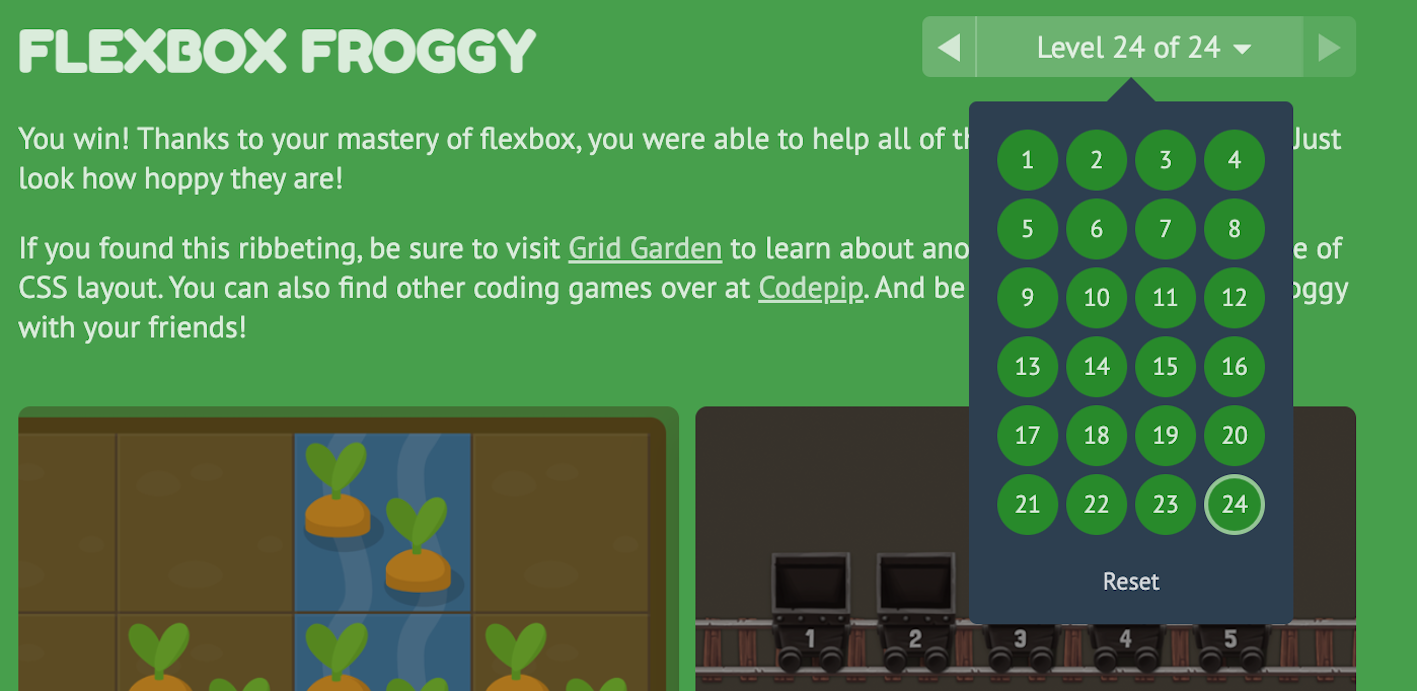 FLEXBOX FROGGY
Level 24 of 24
You win! Thanks to your mastery of flexbox, you were able to help all of Just
look how hoppy they are!
If you found this ribbeting, be sure to visit Grid Garden to learn about of
CSS layout. You can also find other coding games over at Codepip. And be
with your friends!
1 2 3 4
5 6 7 8
9 10 11 12
13 14 15 16
17 18 19 20
21 22 23 24
Reset
1 2 3 4 5